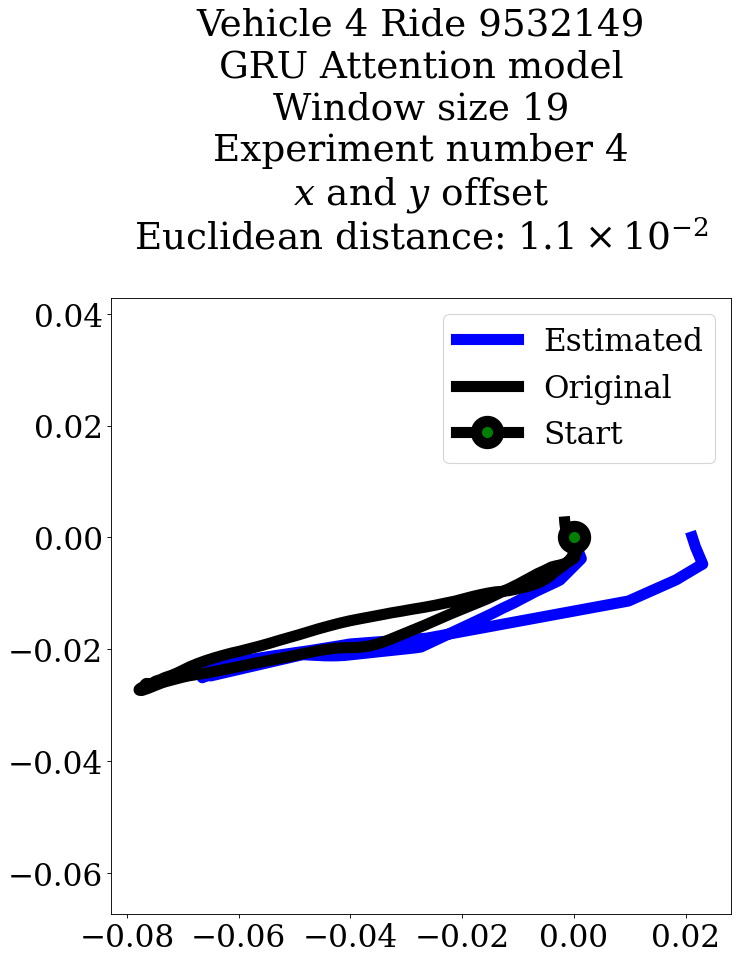 Vehicle 4 Ride 9532149
GRU Attention model
Window size 19
Experiment number 4
x and y offset
Euclidean distance: 1.1 × 10⁻²
Estimated
Original
Start
0.04
0.02
0.00
−0.02
−0.04
−0.06
−0.08 −0.06 −0.04 −0.02 0.00 0.02